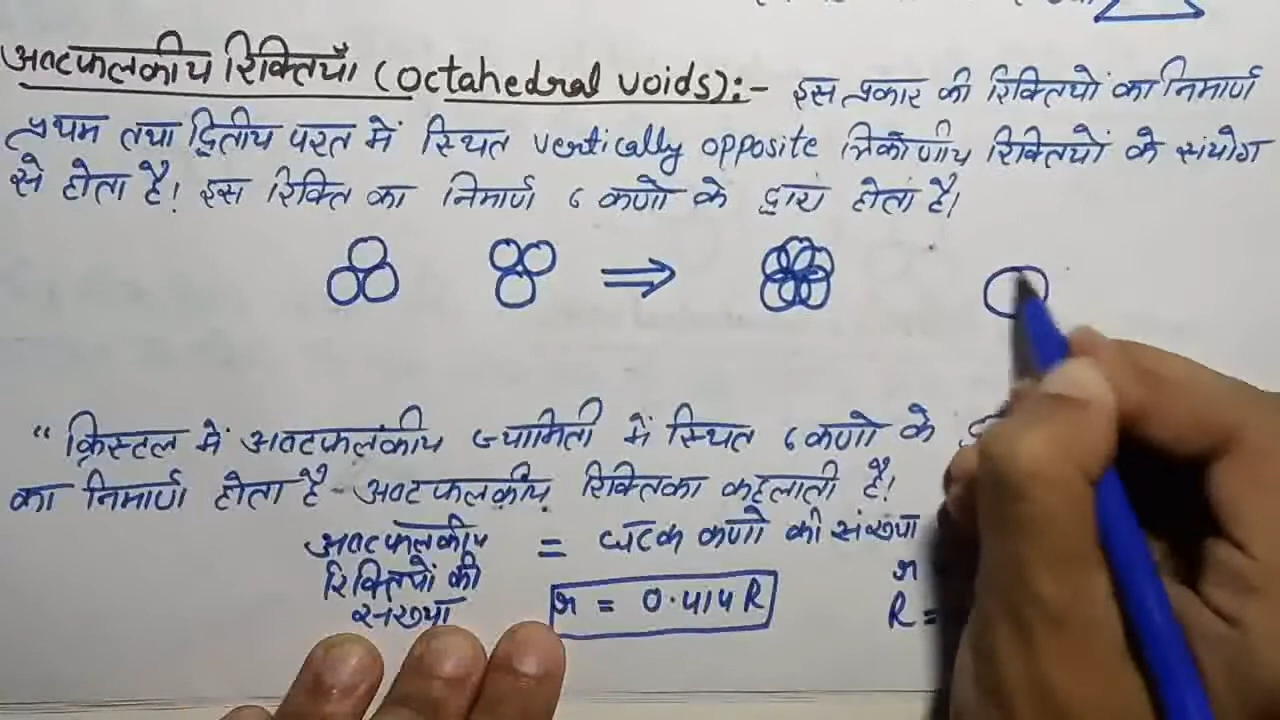 अष्टफलकीय रिक्तियाँ (octahedral voids):- इस प्रकार की रिक्तियों का निमार्ण
प्रथम तथा द्वितीय परत में स्थित vertically opposite त्रिकोणीय रिक्तियों के संयोग
से होता है। इस रिक्ति का निमार्ण 6 कणो के द्वारा होता है।
“ क्रिस्टल में अष्टफलकीय ज्यामिती में स्थित 6 कणो के
का निमार्ण होता है - अष्टफलकीय रिक्तिका कहलाती है।
अष्टफलकीय = घटक कणो की संख्या
रिक्तियों की
संख्या
r = 0.414 R
r
R =